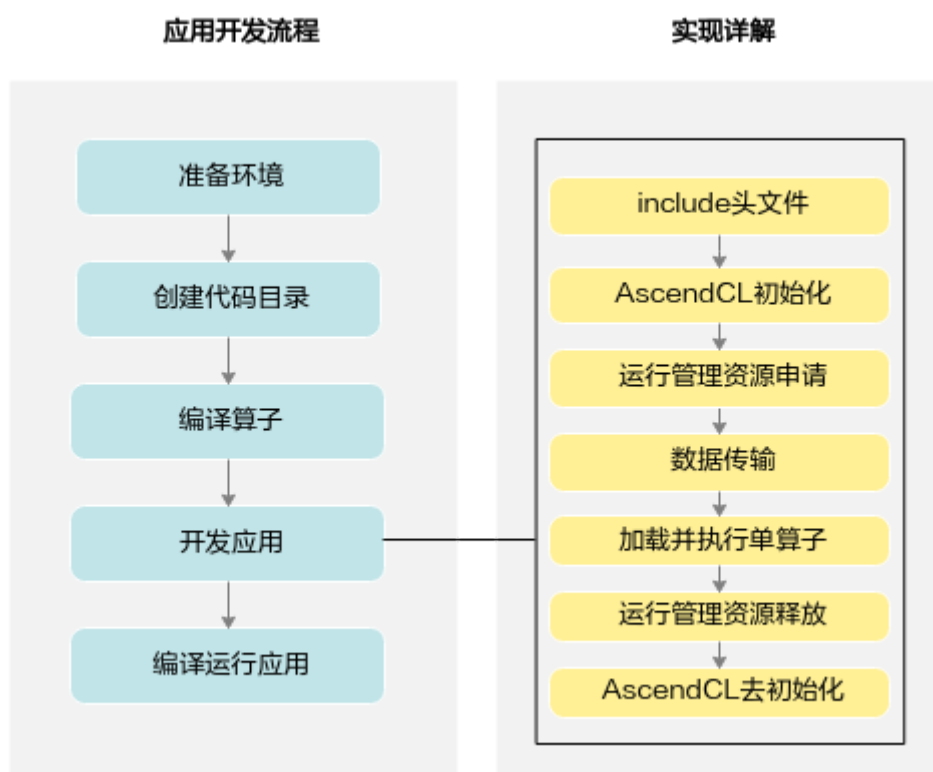 应用开发流程
准备环境
创建代码目录
编译算子
开发应用
编译运行应用
实现详解
include头文件
AscendCL初始化
运行管理资源申请
数据传输
加载并执行单算子
运行管理资源释放
AscendCL去初始化